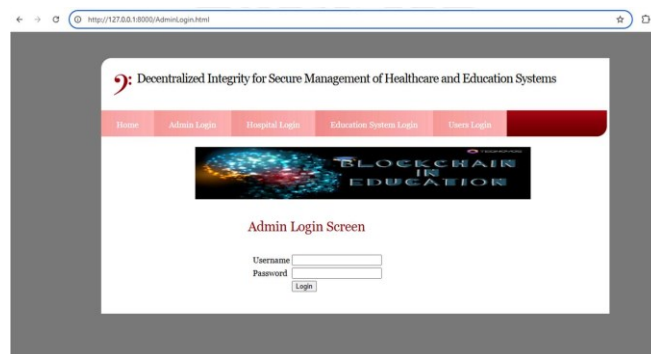 http://127.0.0.1:8000/AdminLogin.html
Decentralized Integrity for Secure Management of Healthcare and Education Systems
Home Admin Login Hospital Login Education System Login Users Login
BLOCKCHAIN
IN
EDUCATION
Admin Login Screen
Username
Password
Login